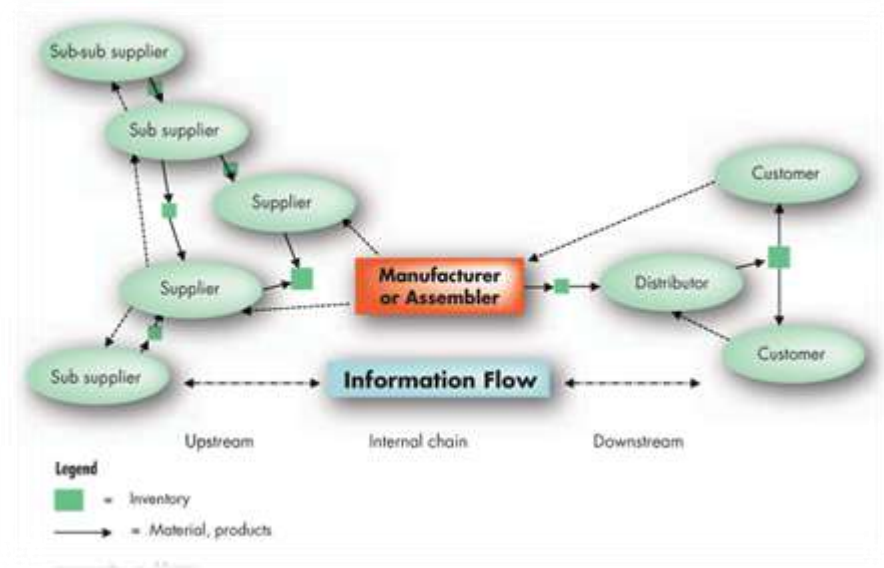 Sub-sub supplier
Sub supplier
Supplier
Customer
Supplier
Manufacturer
or Assembler
Distributor
Sub supplier
Information Flow
Customer
Upstream
Internal chain
Downstream
Legend
= Inventory
= Material, products